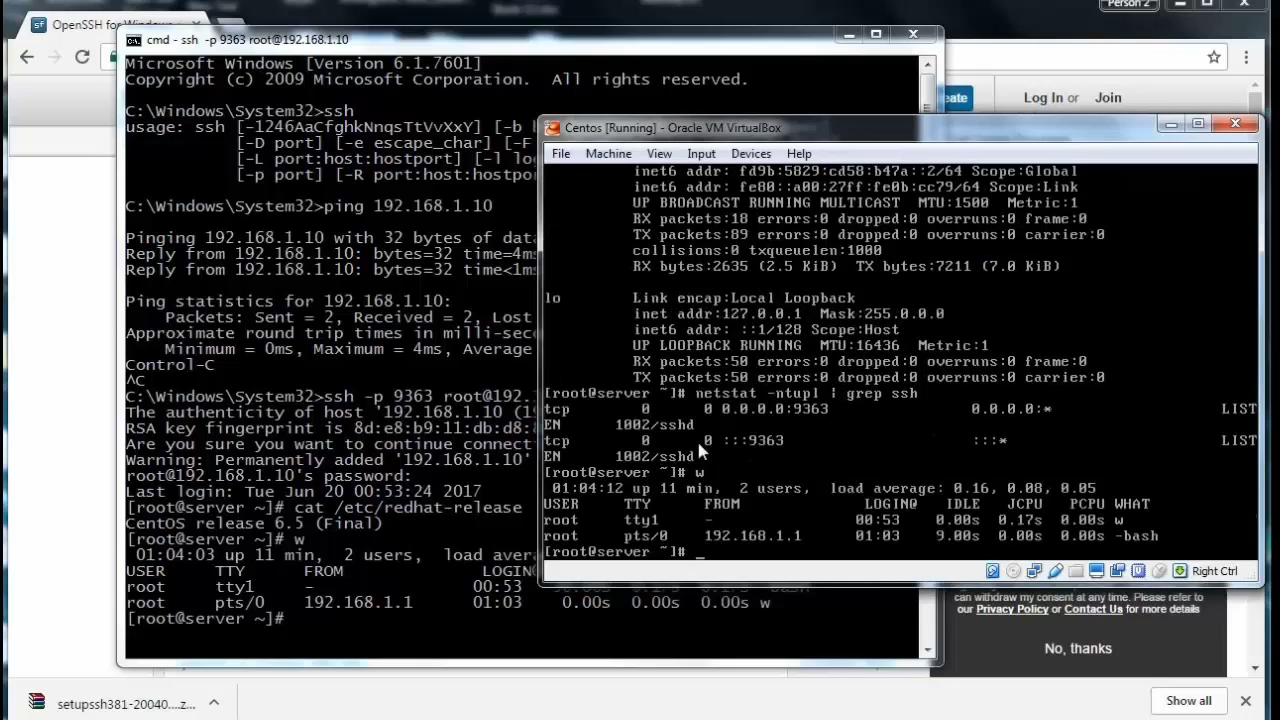 Person 2
OpenSSH for Windows
cmd - ssh -p 9363 root@192.168.1.10
Microsoft Windows [Version 6.1.7601]
Copyright (c) 2009 Microsoft Corporation. All rights reserved.
C:\Windows\System32>ssh
usage: ssh [-1246AaCfghkNnqsTtVvXxY] [-b
[-D port] [-e escape_char] [-F
[-L port:host:hostport] [-l
[-p port] [-R port:host:hostport
C:\Windows\System32>ping 192.168.1.10
Pinging 192.168.1.10 with 32 bytes of
Reply from 192.168.1.10: bytes=32 time=4ms
Reply from 192.168.1.10: bytes=32 time<1ms
Ping statistics for 192.168.1.10:
Packets: Sent = 2, Received = 2, Lost
Approximate round trip times in
Minimum = 0ms, Maximum = 4ms, Average
Control-C
^C
C:\Windows\System32>ssh -p 9363 root@192.
The authenticity of host '192.168.1.10
RSA key fingerprint is 8d:e8:b9:11:db:d8:
Are you sure you want to continue
Warning: Permanently added '192.168.1.10'
root@192.168.1.10's password:
Last login: Tue Jun 20 00:53:24 2017
[root@server ~]# cat /etc/redhat-release
CentOS release 6.5 (Final)
[root@server ~]# w
01:04:03 up 11 min, 2 users, load
USER TTY FROM LOGIN@
root tty1 - 00:53
root pts/0 192.168.1.1 01:03 0.00s 0.00s 0.00s w
[root@server ~]#
Log In or Join
Centos [Running] - Oracle VM VirtualBox
File Machine View Input Devices Help
inet6 addr: fd9b:5829:cd58:b47a::2/64 Scope:Global
inet6 addr: fe80::a00:27ff:fe0b:cc79/64 Scope:Link
UP BROADCAST RUNNING MULTICAST MTU:1500 Metric:1
RX packets:18 errors:0 dropped:0 overruns:0 frame:0
TX packets:89 errors:0 dropped:0 overruns:0 carrier:0
collisions:0 txqueuelen:1000
RX bytes:2635 (2.5 KiB) TX bytes:7211 (7.0 KiB)
lo Link encap:Local Loopback
inet addr:127.0.0.1 Mask:255.0.0.0
inet6 addr: ::1/128 Scope:Host
UP LOOPBACK RUNNING MTU:16436 Metric:1
RX packets:50 errors:0 dropped:0 overruns:0 frame:0
TX packets:50 errors:0 dropped:0 overruns:0 carrier:0
[root@server ~]# netstat -ntupl | grep ssh
tcp 0 0 0.0.0.0:9363 0.0.0.0:* LIST
EN 1002/sshd
tcp 0 0 :::9363 :::* LIST
EN 1002/sshd
[root@server ~]# w
01:04:12 up 11 min, 2 users, load average: 0.16, 0.08, 0.05
USER TTY FROM LOGIN@ IDLE JCPU PCPU WHAT
root tty1 - 00:53 0.00s 0.17s 0.00s w
root pts/0 192.168.1.1 01:03 9.00s 0.00s 0.00s -bash
[root@server ~]# _
Right Ctrl
can withdraw my consent at any time. Please refer to
our Privacy Policy or Contact Us for more details
No, thanks
setupssh381-20040....z...
Show all